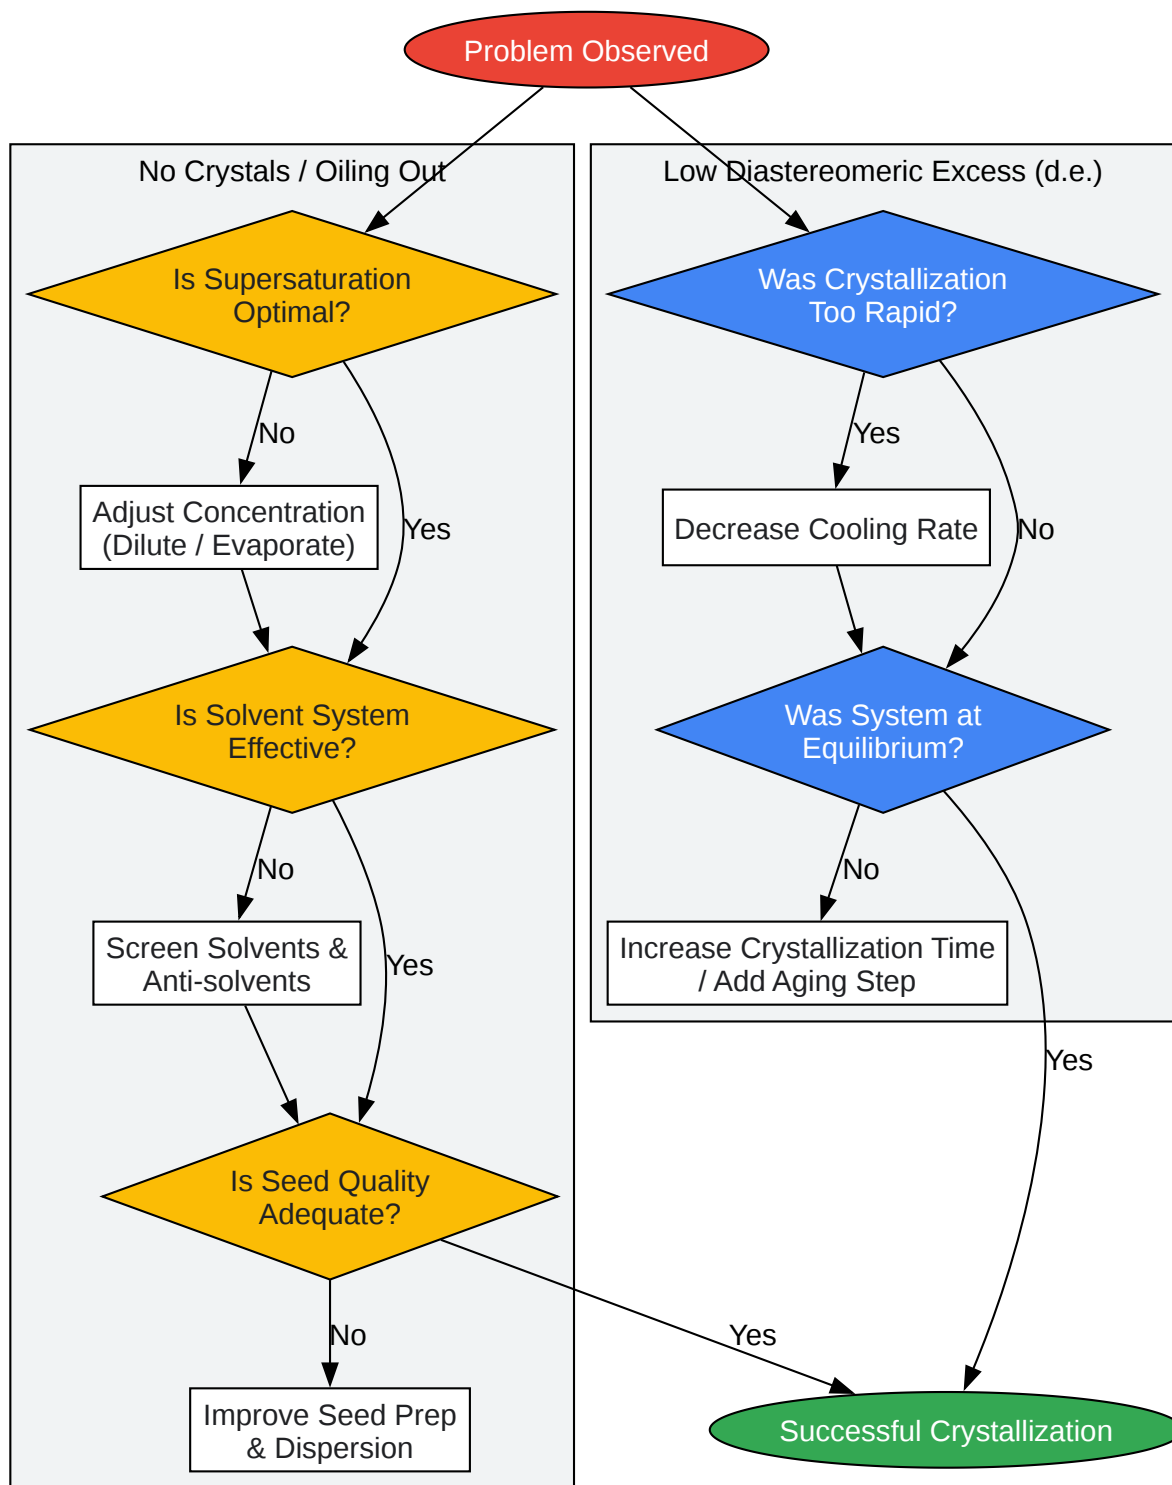 Problem Observed
No Crystals / Oiling Out
Is Supersaturation
Optimal?
No
Yes
Adjust Concentration
(Dilute / Evaporate)
Is Solvent System
Effective?
No
Yes
Screen Solvents &
Anti-solvents
Is Seed Quality
Adequate?
No
Yes
Improve Seed Prep
& Dispersion
Low Diastereomeric Excess (d.e.)
Was Crystallization
Too Rapid?
Yes
No
Decrease Cooling Rate
Was System at
Equilibrium?
No
Yes
Increase Crystallization Time
/ Add Aging Step
Successful Crystallization